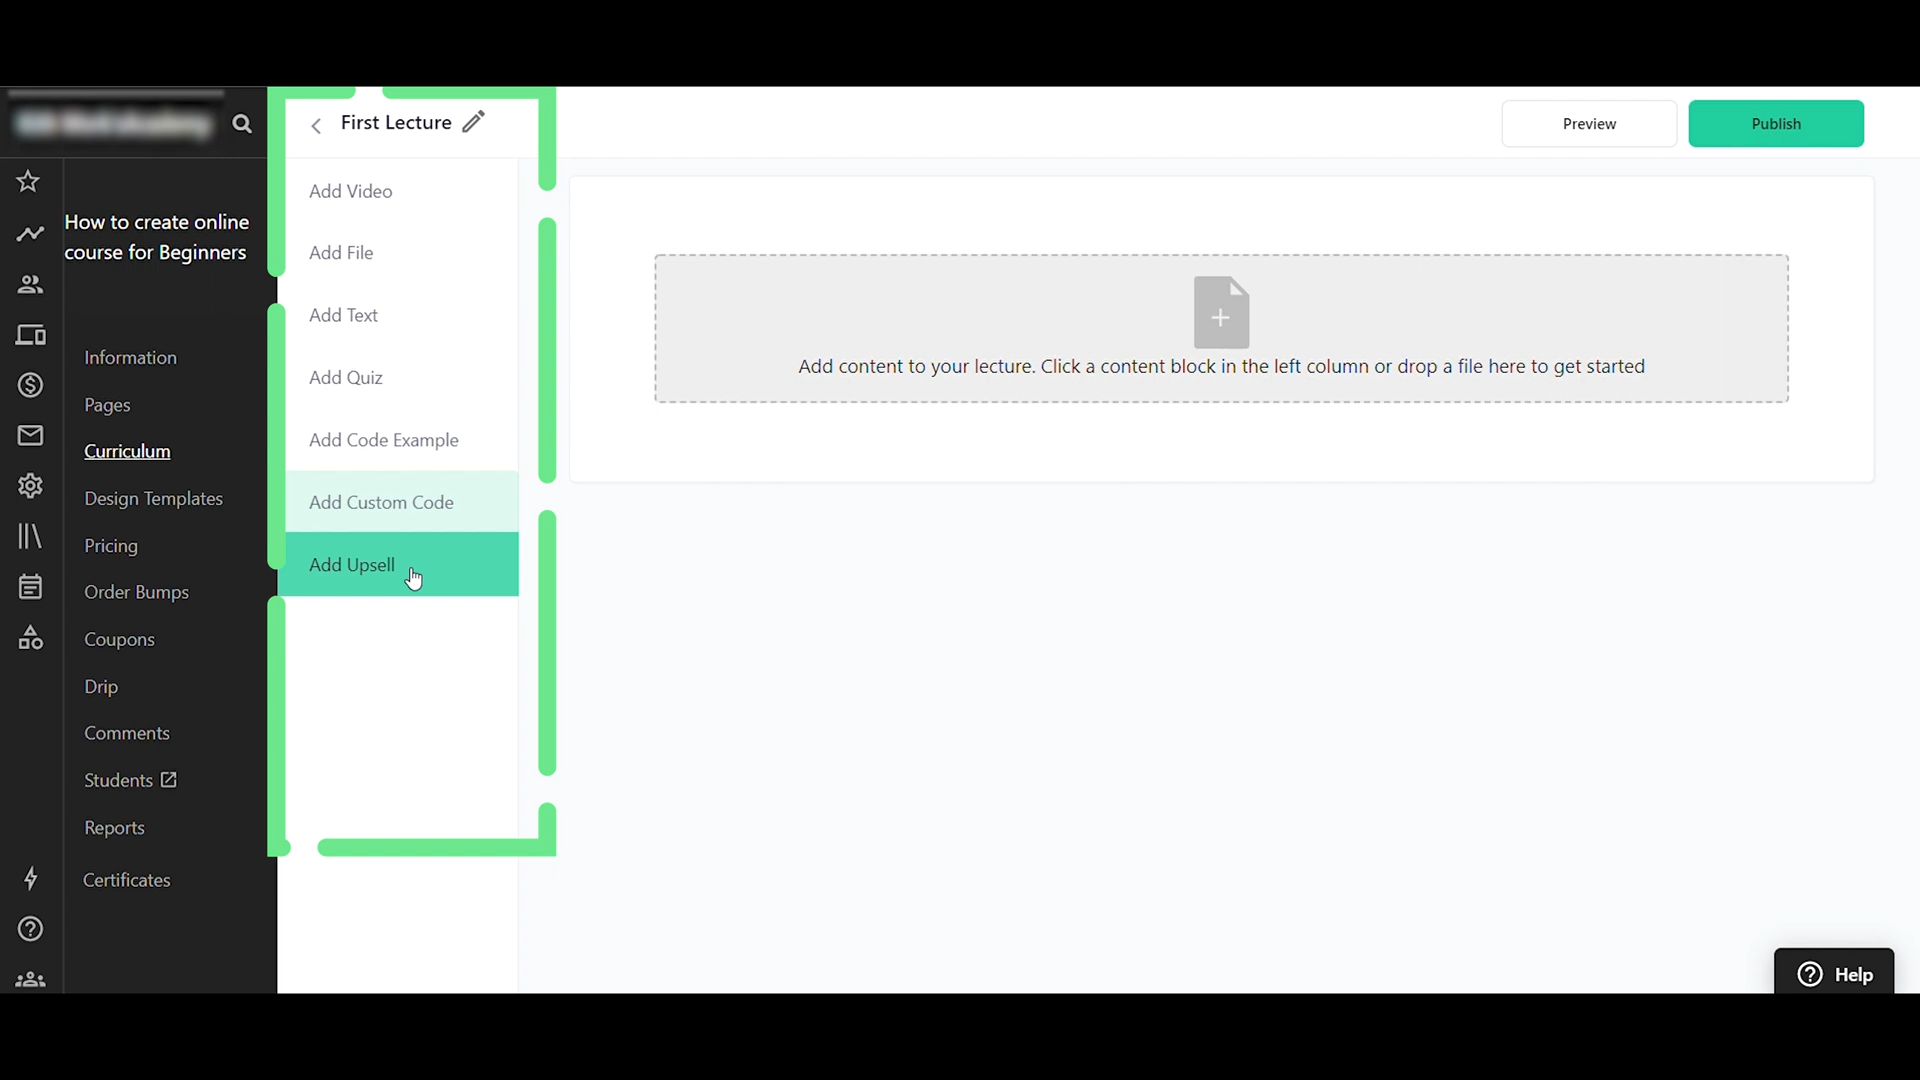 First Lecture
Preview
Publish
How to create online
course for Beginners
Information
Pages
Curriculum
Design Templates
Pricing
Order Bumps
Coupons
Drip
Comments
Students
Reports
Certificates
Add Video
Add File
Add Text
Add Quiz
Add Code Example
Add Custom Code
Add Upsell
Add content to your lecture. Click a content block in the left column or drop a file here to get started
Help